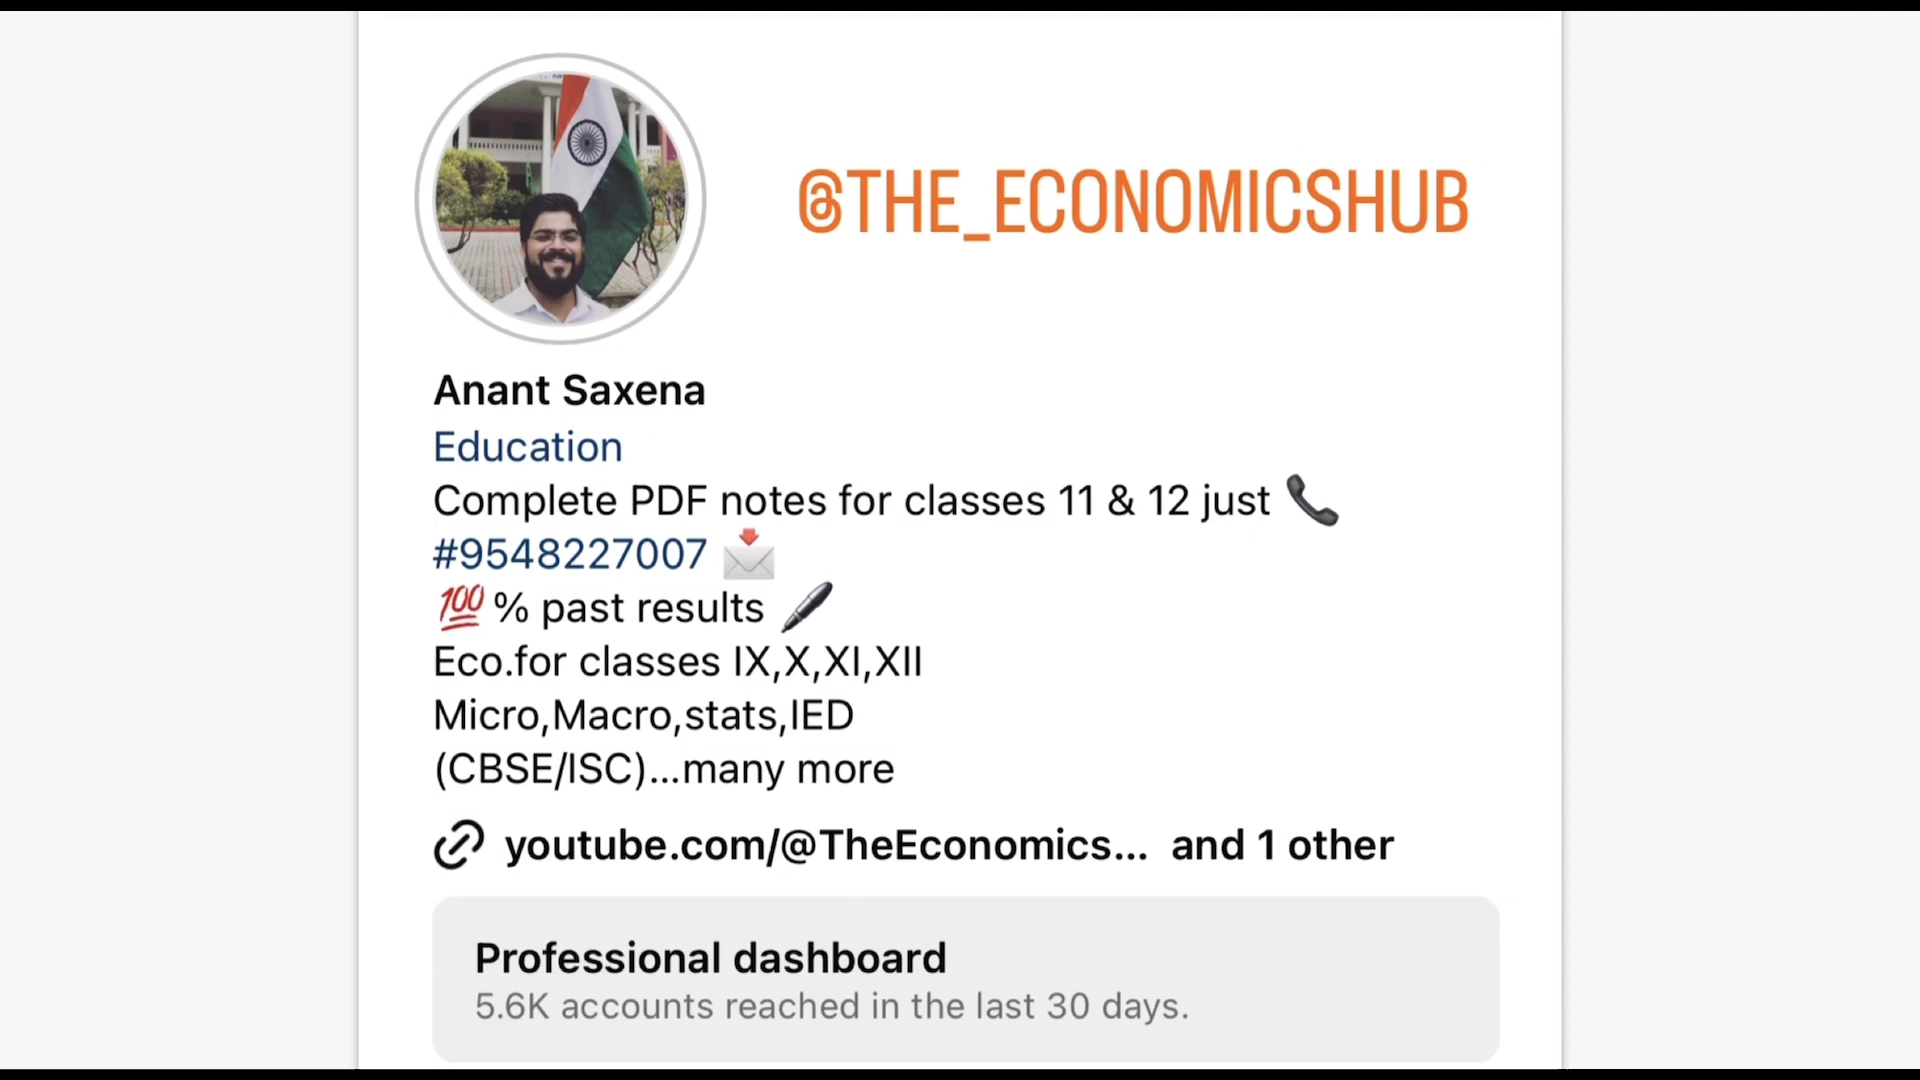 @THE_ECONOMICSHUB
Anant Saxena
Education
Complete PDF notes for classes 11 & 12 just 📞
#9548227007 📩
💯% past results 🖋️
Eco.for classes IX,X,XI,XII
Micro,Macro,stats,IED
(CBSE/ISC)...many more
youtube.com/@TheEconomics... and 1 other
Professional dashboard
5.6K accounts reached in the last 30 days.